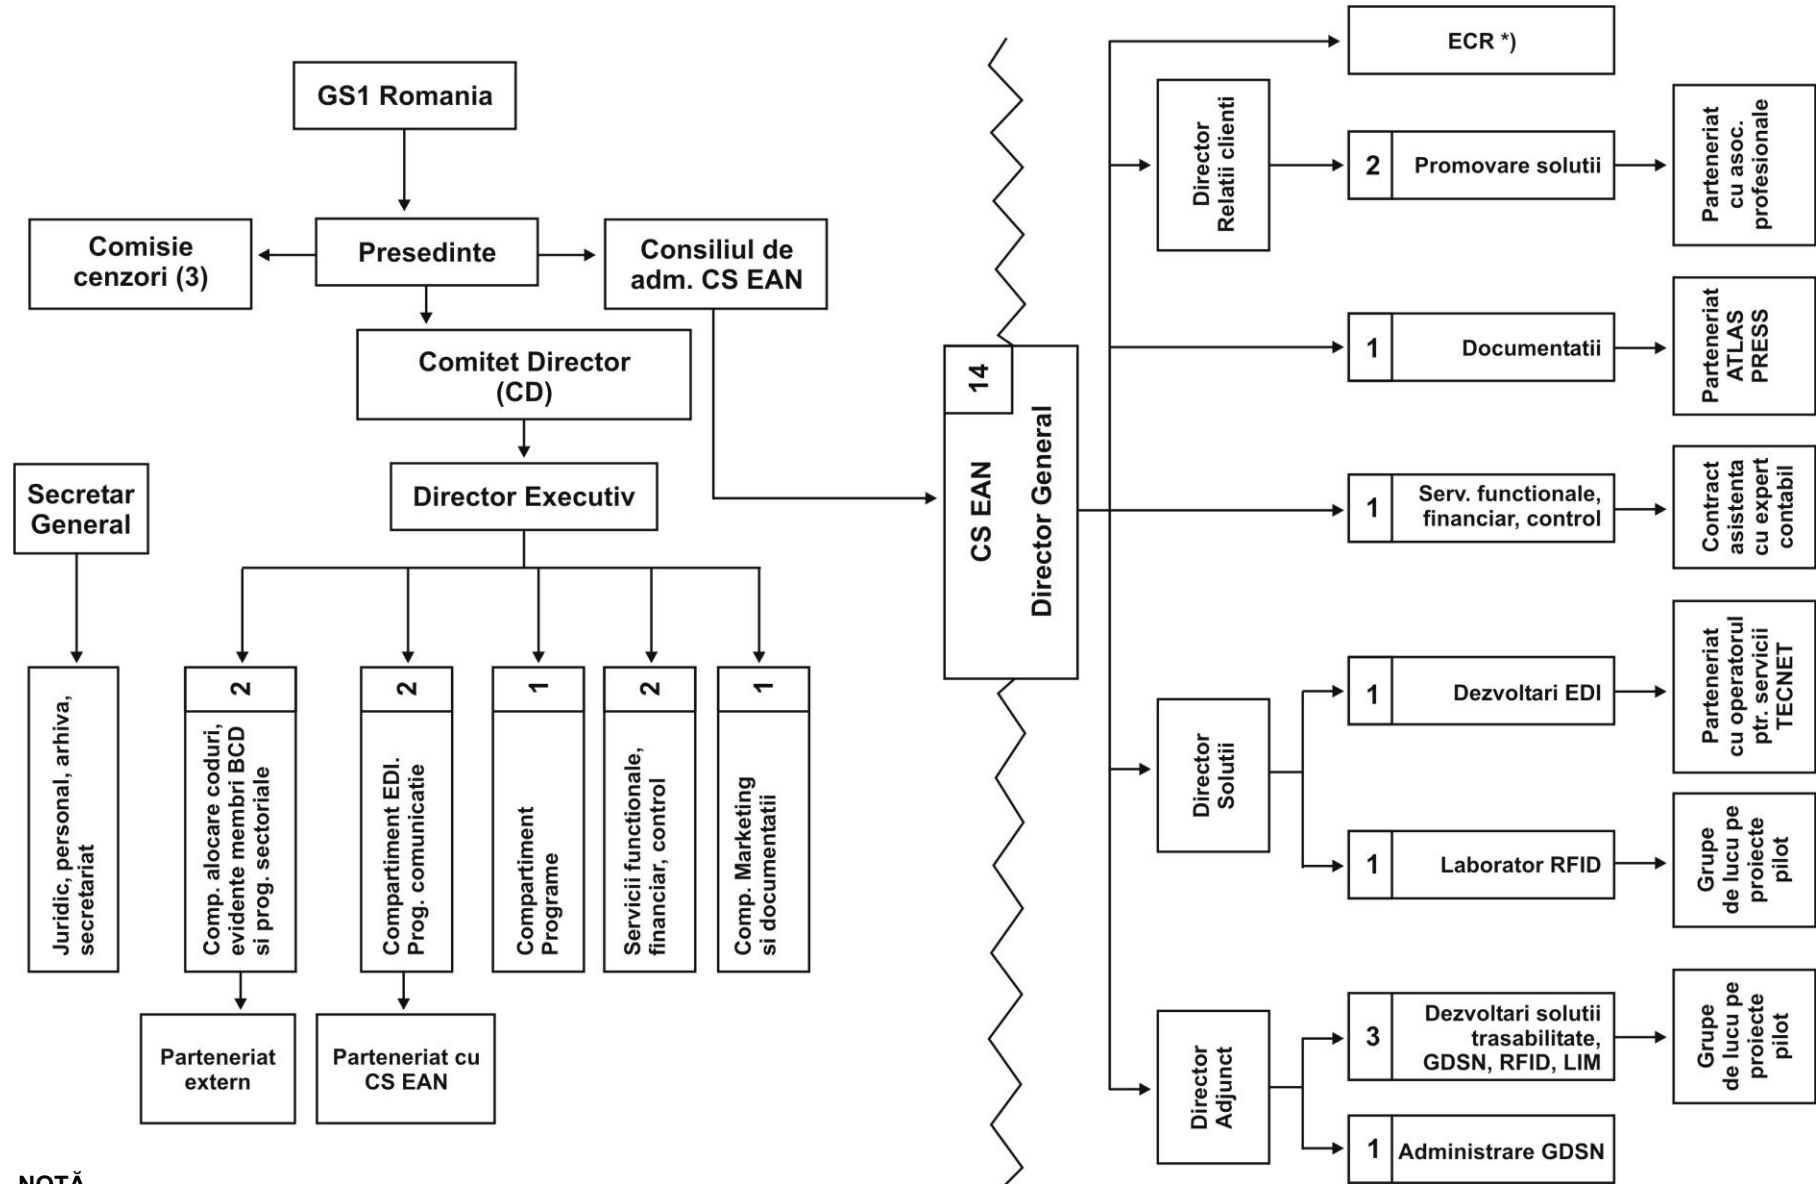 GS1 Romania
Comisie
cenzori (3)
Presedinte
Consiliul de
adm. CS EAN
Comitet Director
(CD)
Director Executiv
Secretar
General
Juridic, personal, arhiva,
secretariat
2
Comp. alocare coduri,
evidente membri BCD
si prog. sectoriale
2
Compartiment EDI.
Prog. comunicatie
1
Compartiment
Programe
2
Servicii functionale,
financiar, control
1
Comp. Marketing
si documentatii
Parteneriat
extern
Parteneriat cu
CS EAN
NOTĂ
14
CS EAN
Director General
ECR *)
Director
Relatii clienti
2
Promovare solutii
Parteneriat
cu asoc.
profesionale
1
Documentatii
Parteneriat
ATLAS
PRESS
1
Serv. functionale,
financiar, control
Contract
asistenta
cu expert
contabil
Director
Solutii
1
Dezvoltari EDI
Parteneriat
cu operatorul
ptr. servicii
TECNET
1
Laborator RFID
Grupe
de lucu pe
proiecte
pilot
Director
Adjunct
3
Dezvoltari solutii
trasabilitate,
GDSN, RFID, LIM
Grupe
de lucu pe
proiecte
pilot
1
Administrare GDSN